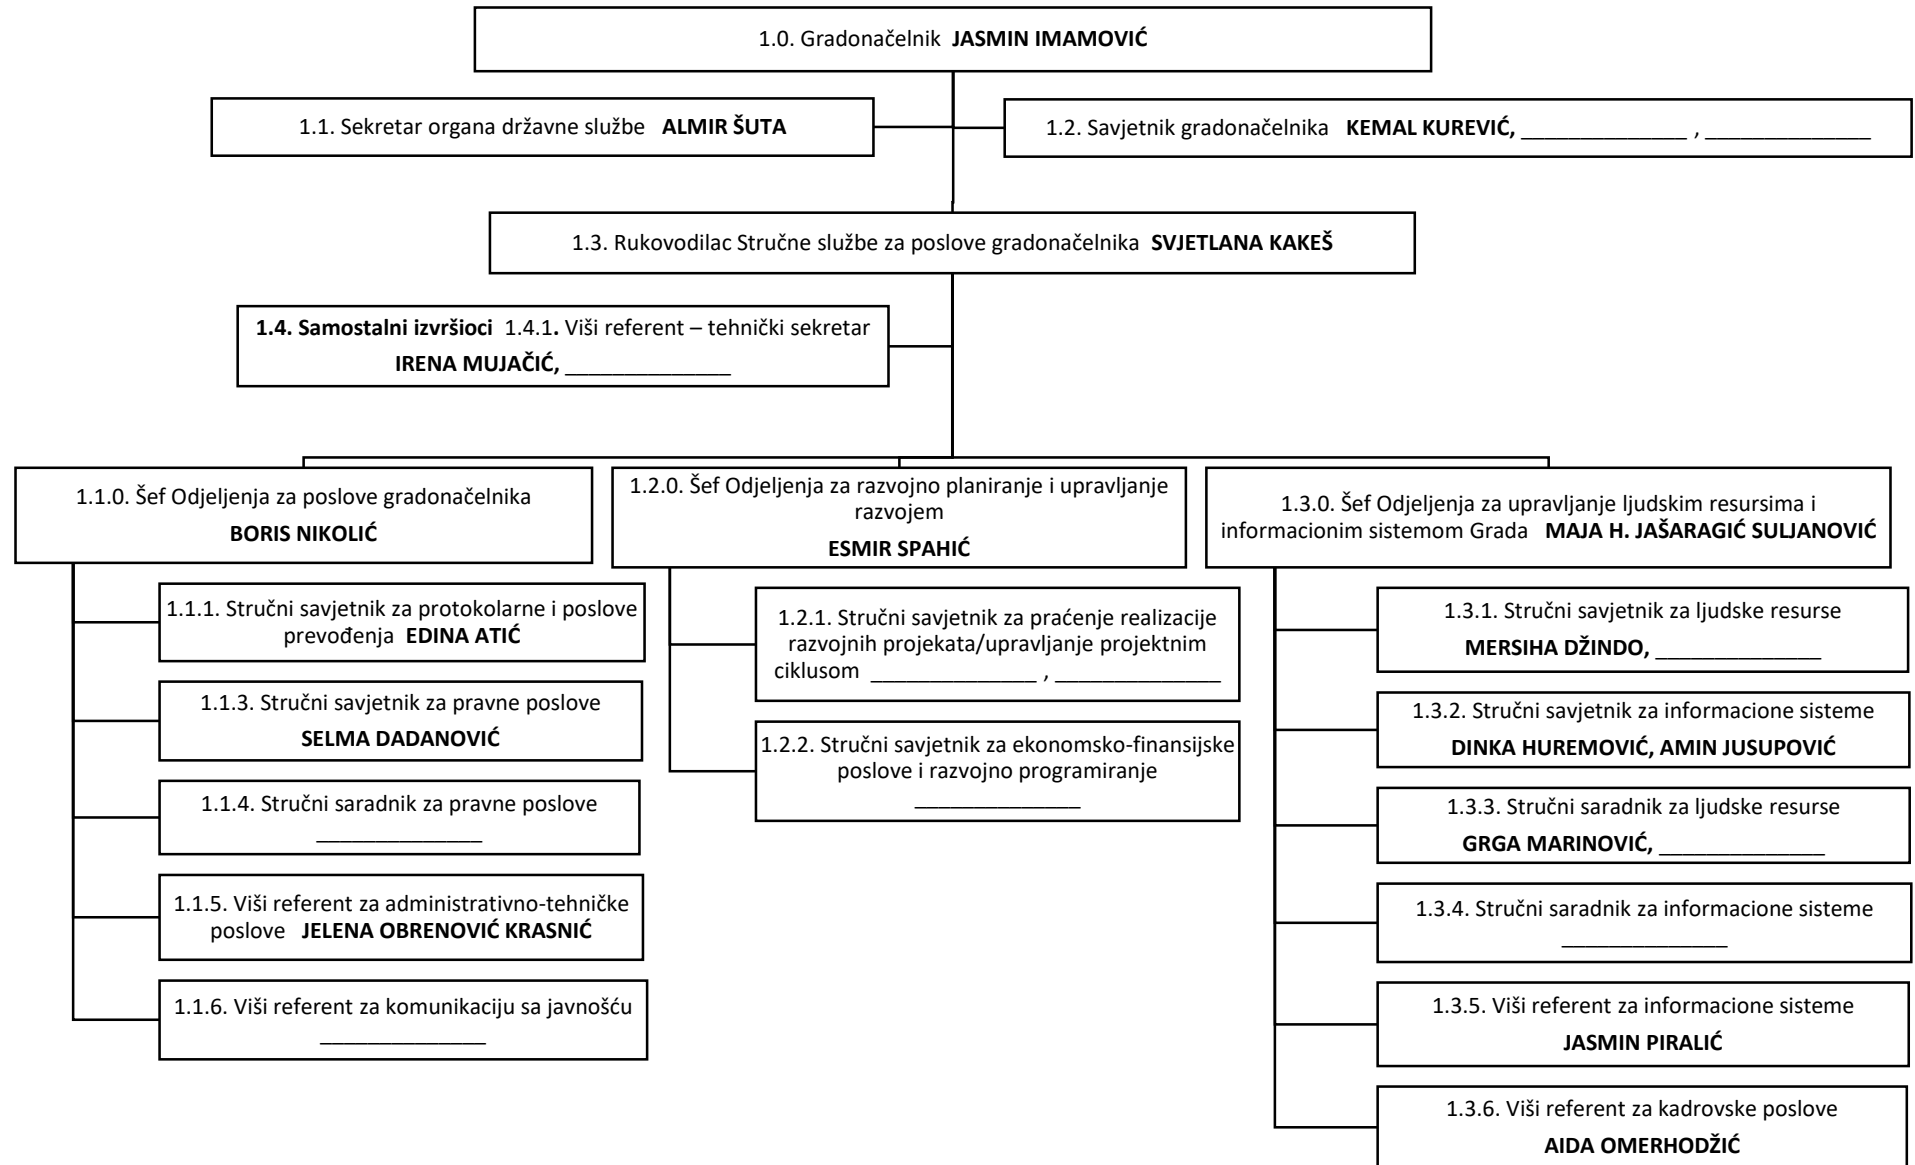 1.0. Gradonačelnik JASMIN IMAMOVIĆ
1.1. Sekretar organa državne službe ALMIR ŠUTA
1.2. Savjetnik gradonačelnika KEMAL KUREVIĆ, ______________ , ______________
1.3. Rukovodilac Stručne službe za poslove gradonačelnika SVJETLANA KAKEŠ
1.4. Samostalni izvršioci 1.4.1. Viši referent – tehnički sekretar
IRENA MUJAČIĆ, ______________
1.1.0. Šef Odjeljenja za poslove gradonačelnika
BORIS NIKOLIĆ
1.1.1. Stručni savjetnik za protokolarne i poslove
prevođenja EDINA ATIĆ
1.1.3. Stručni savjetnik za pravne poslove
SELMA DADANOVIĆ
1.1.4. Stručni saradnik za pravne poslove
______________
1.1.5. Viši referent za administrativno-tehničke
poslove JELENA OBRENOVIĆ KRASNIĆ
1.1.6. Viši referent za komunikaciju sa javnošću
______________
1.2.0. Šef Odjeljenja za razvojno planiranje i upravljanje
razvojem
ESMIR SPAHIĆ
1.2.1. Stručni savjetnik za praćenje realizacije
razvojnih projekata/upravljanje projektnim
ciklusom ______________ , ______________
1.2.2. Stručni savjetnik za ekonomsko-finansijske
poslove i razvojno programiranje
______________
1.3.0. Šef Odjeljenja za upravljanje ljudskim resursima i
informacionim sistemom Grada MAJA H. JAŠARAGIĆ SULJANOVIĆ
1.3.1. Stručni savjetnik za ljudske resurse
MERSIHA DŽINDO, ______________
1.3.2. Stručni savjetnik za informacione sisteme
DINKA HUREMOVIĆ, AMIN JUSUPOVIĆ
1.3.3. Stručni saradnik za ljudske resurse
GRGA MARINOVIĆ, ______________
1.3.4. Stručni saradnik za informacione sisteme
______________
1.3.5. Viši referent za informacione sisteme
JASMIN PIRALIĆ
1.3.6. Viši referent za kadrovske poslove
AIDA OMERHODŽIĆ